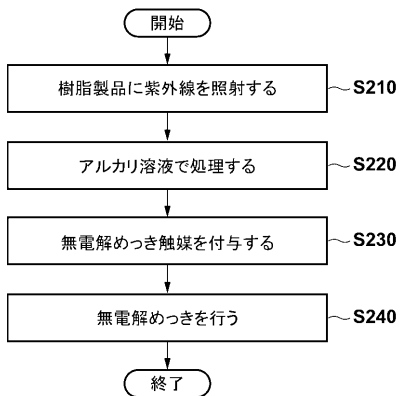 開始
樹脂製品に紫外線を照射する S210
アルカリ溶液で処理する S220
無電解めっき触媒を付与する S230
無電解めっきを行う S240
終了